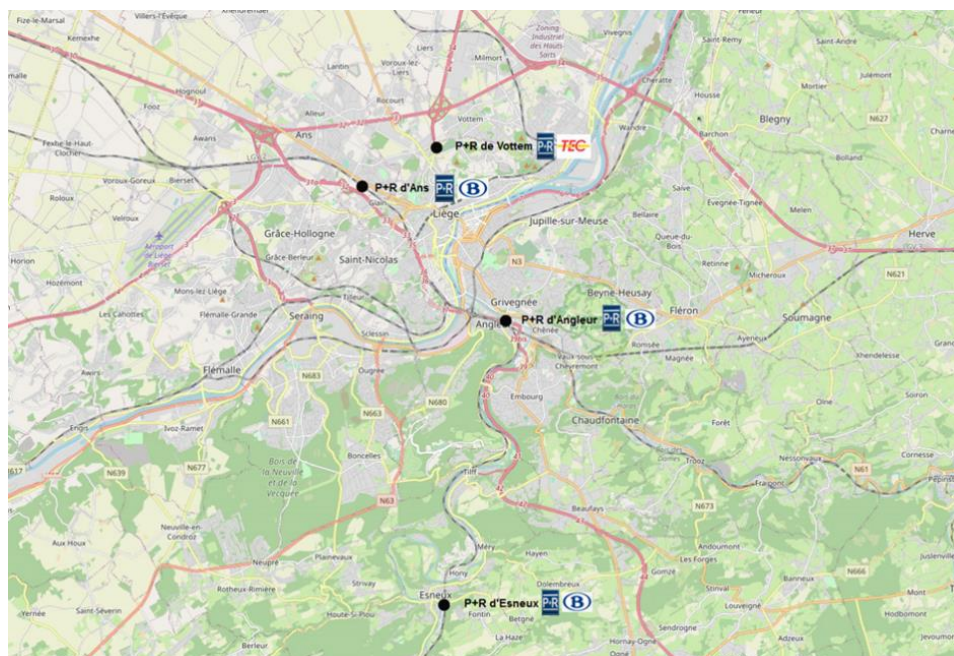 Fize-le-Marsal
Villers-l'Évêque
Kemexhe
Liers
Milmort
Zoning
Industriel
des Hauts
Sarts
Vivegnis
Saint-Remy
Saint-André
Lantin
Voroux-lez-
Liers
Cheratte
Housse
Julémont
Mortier
Hognoul
Fooz
Alleur
Rocourt
Vottem
N627
Wandre
Barchon
Blegny
Awans
Ans
Fexhe-le-Haut-
Clocher
P+R de Vottem P+R TEC
Bolland
Bierset
Voroux-Goreux
Roloux
Velroux
P+R d'Ans P+R B
Glain
Liège
Saive
Evegnée-Tignée
Bellaire
Melen
Jupille-sur-Meuse
Grâce-Hollogne
Aéroport
de Liège
Bierset
Horion
Hozémont
Grâce-Berleur
Saint-Nicolas
Queue-du-
Bois
Herve
N3
Retinne
Micheroux
N621
Mons-lez-Liège
Tilleur
Beyne-Heusay
Grivegnée
Les Cahottes
Flémalle-Grande
Seraing
Sclessin
P+R d'Angleur P+R B
Fléron
Soumagne
Chênée
Romsée
Ayeneux
Magnée
Xhendelesse
Awirs
Flémalle
Ougrée
N683
Vaux-sous-
Chèvremont
N680
Embourg
N661
N663
Olne
Soiron
Chaudfontaine
Forêt
Engis
Ivoz-Ramet
Boncelles
Trooz
Nessonvaux
Cornesse
N617
N639
N677
Bois de
la Neuville
et de la
Vecquée
Tilff
N61
Fraipont
N63
N673
Aux Houx
Neuville-en-
Condroz
Beaufays
Plainevaux
Neupré
Méry
Hayen
Andoumont
Les Forges
Hony
Gomzé
Banneux
N666
Rotheux-Rimière
Strivay
Dolembreux
Stinval
Mont
Yernée
Saint-Séverin
Esneux
Houte-Si-Plou
P+R d'Esneux P+R B
Fontin
Betgné
Louveigné
Hodbomont
Sendrogne
La Haze
Hornay-Ogné
Ogné
Adzeux
Berleur